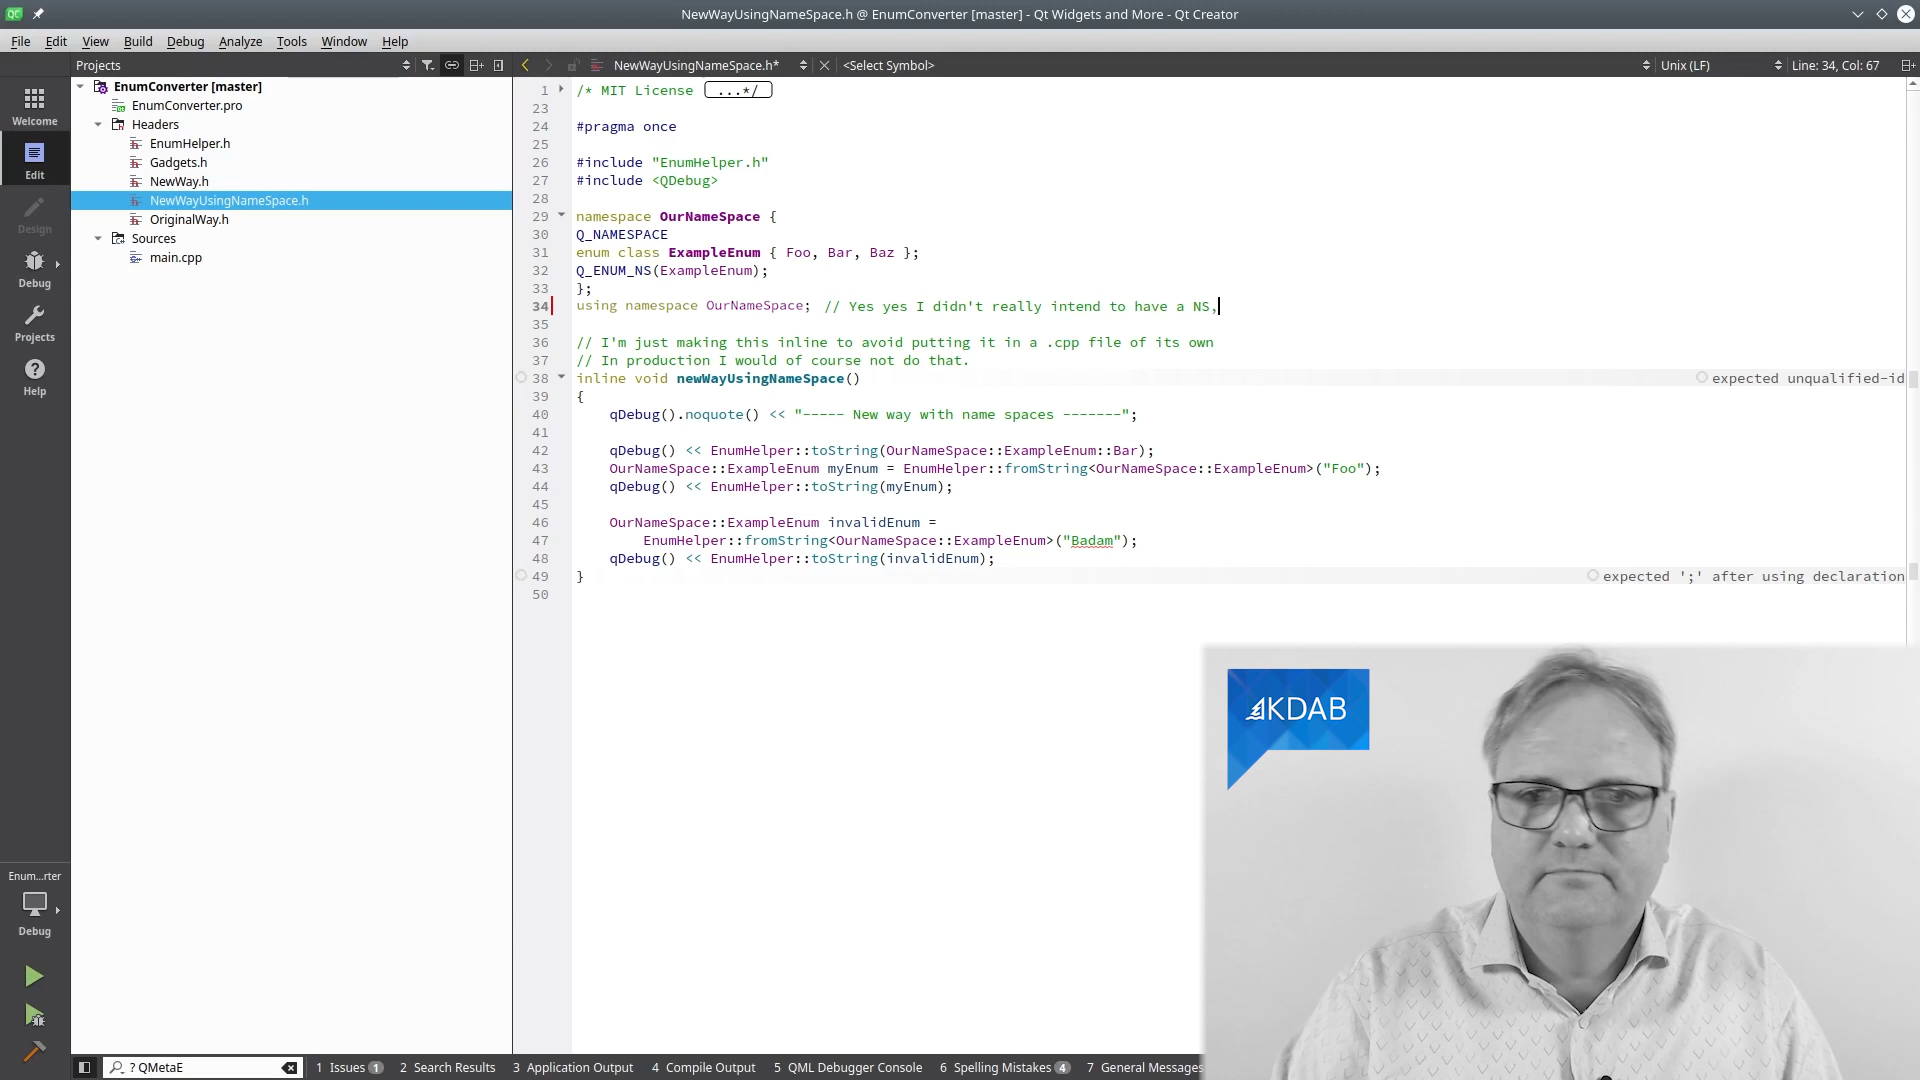 NewWayUsingNameSpace.h @ EnumConverter [master] - Qt Widgets and More - Qt Creator
File Edit View Build Debug Analyze Tools Window Help
Projects
NewWayUsingNameSpace.h*
<Select Symbol>
Unix (LF)
Line: 34, Col: 67
Welcome
Edit
Design
Debug
Projects
Help
Enum...rter
Debug
EnumConverter [master]
EnumConverter.pro
Headers
EnumHelper.h
Gadgets.h
NewWay.h
NewWayUsingNameSpace.h
OriginalWay.h
Sources
main.cpp
1 /* MIT License ...*/
23
24 #pragma once
25
26 #include "EnumHelper.h"
27 #include <QDebug>
28
29 namespace OurNameSpace {
30 Q_NAMESPACE
31 enum class ExampleEnum { Foo, Bar, Baz };
32 Q_ENUM_NS(ExampleEnum);
33 };
34 using namespace OurNameSpace; // Yes yes I didn't really intend to have a NS,
35
36 // I'm just making this inline to avoid putting it in a .cpp file of its own
37 // In production I would of course not do that.
38 inline void newWayUsingNameSpace() expected unqualified-id
39 {
40 qDebug().noquote() << "----- New way with name spaces -------";
41
42 qDebug() << EnumHelper::toString(OurNameSpace::ExampleEnum::Bar);
43 OurNameSpace::ExampleEnum myEnum = EnumHelper::fromString<OurNameSpace::ExampleEnum>("Foo");
44 qDebug() << EnumHelper::toString(myEnum);
45
46 OurNameSpace::ExampleEnum invalidEnum =
47 EnumHelper::fromString<OurNameSpace::ExampleEnum>("Badam");
48 qDebug() << EnumHelper::toString(invalidEnum);
49 } expected ';' after using declaration
50
KDAB
? QMetaE
1 Issues 1
2 Search Results
3 Application Output
4 Compile Output
5 QML Debugger Console
6 Spelling Mistakes 4
7 General Messages